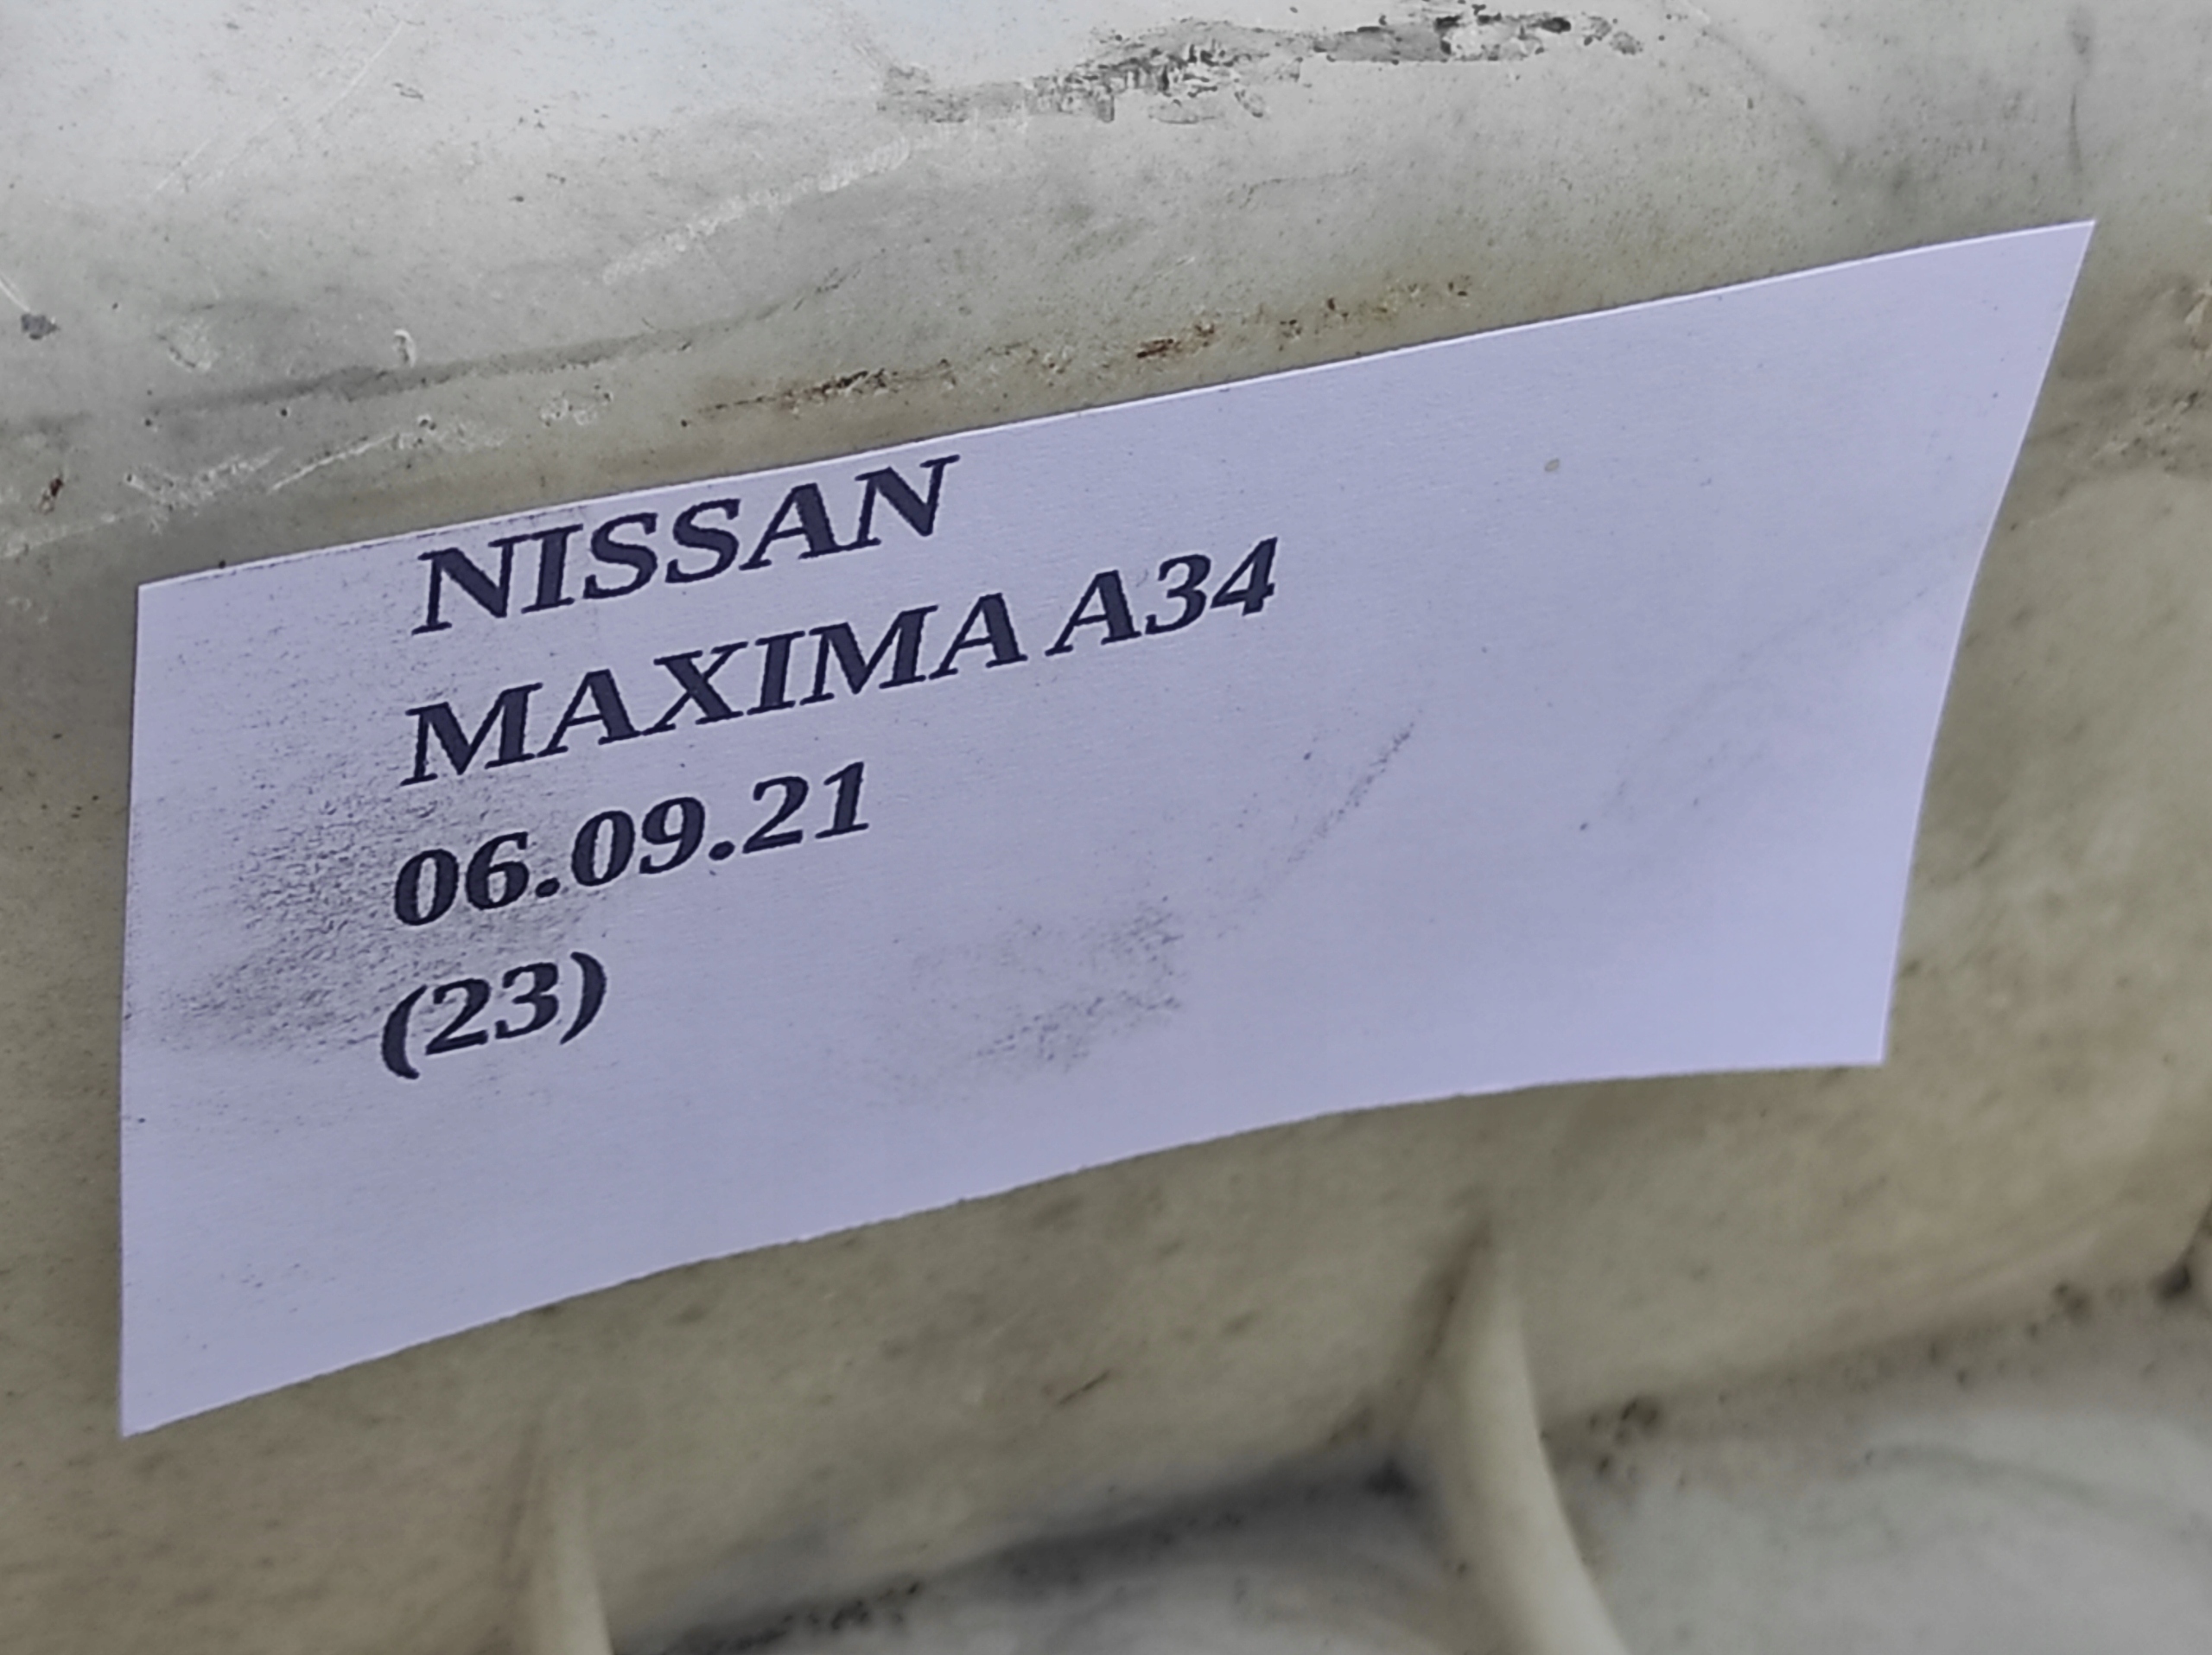 NISSAN
MAXIMA A34
06.09.21
(23)